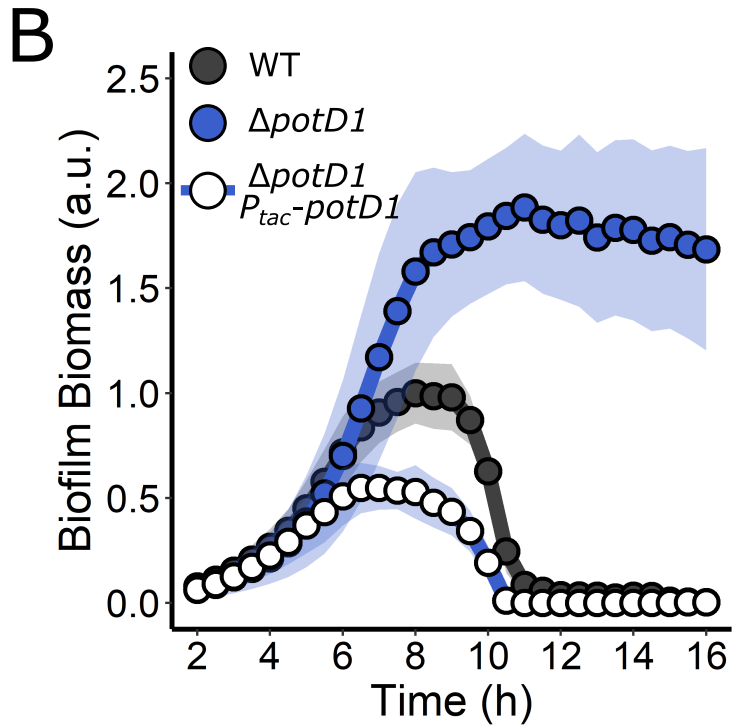 B
WT
ΔpotD1
ΔpotD1
Ptac-potD1
Biofilm Biomass (a.u.)
2.5
2.0
1.5
1.0
0.5
0.0
2 4 6 8 10 12 14 16
Time (h)